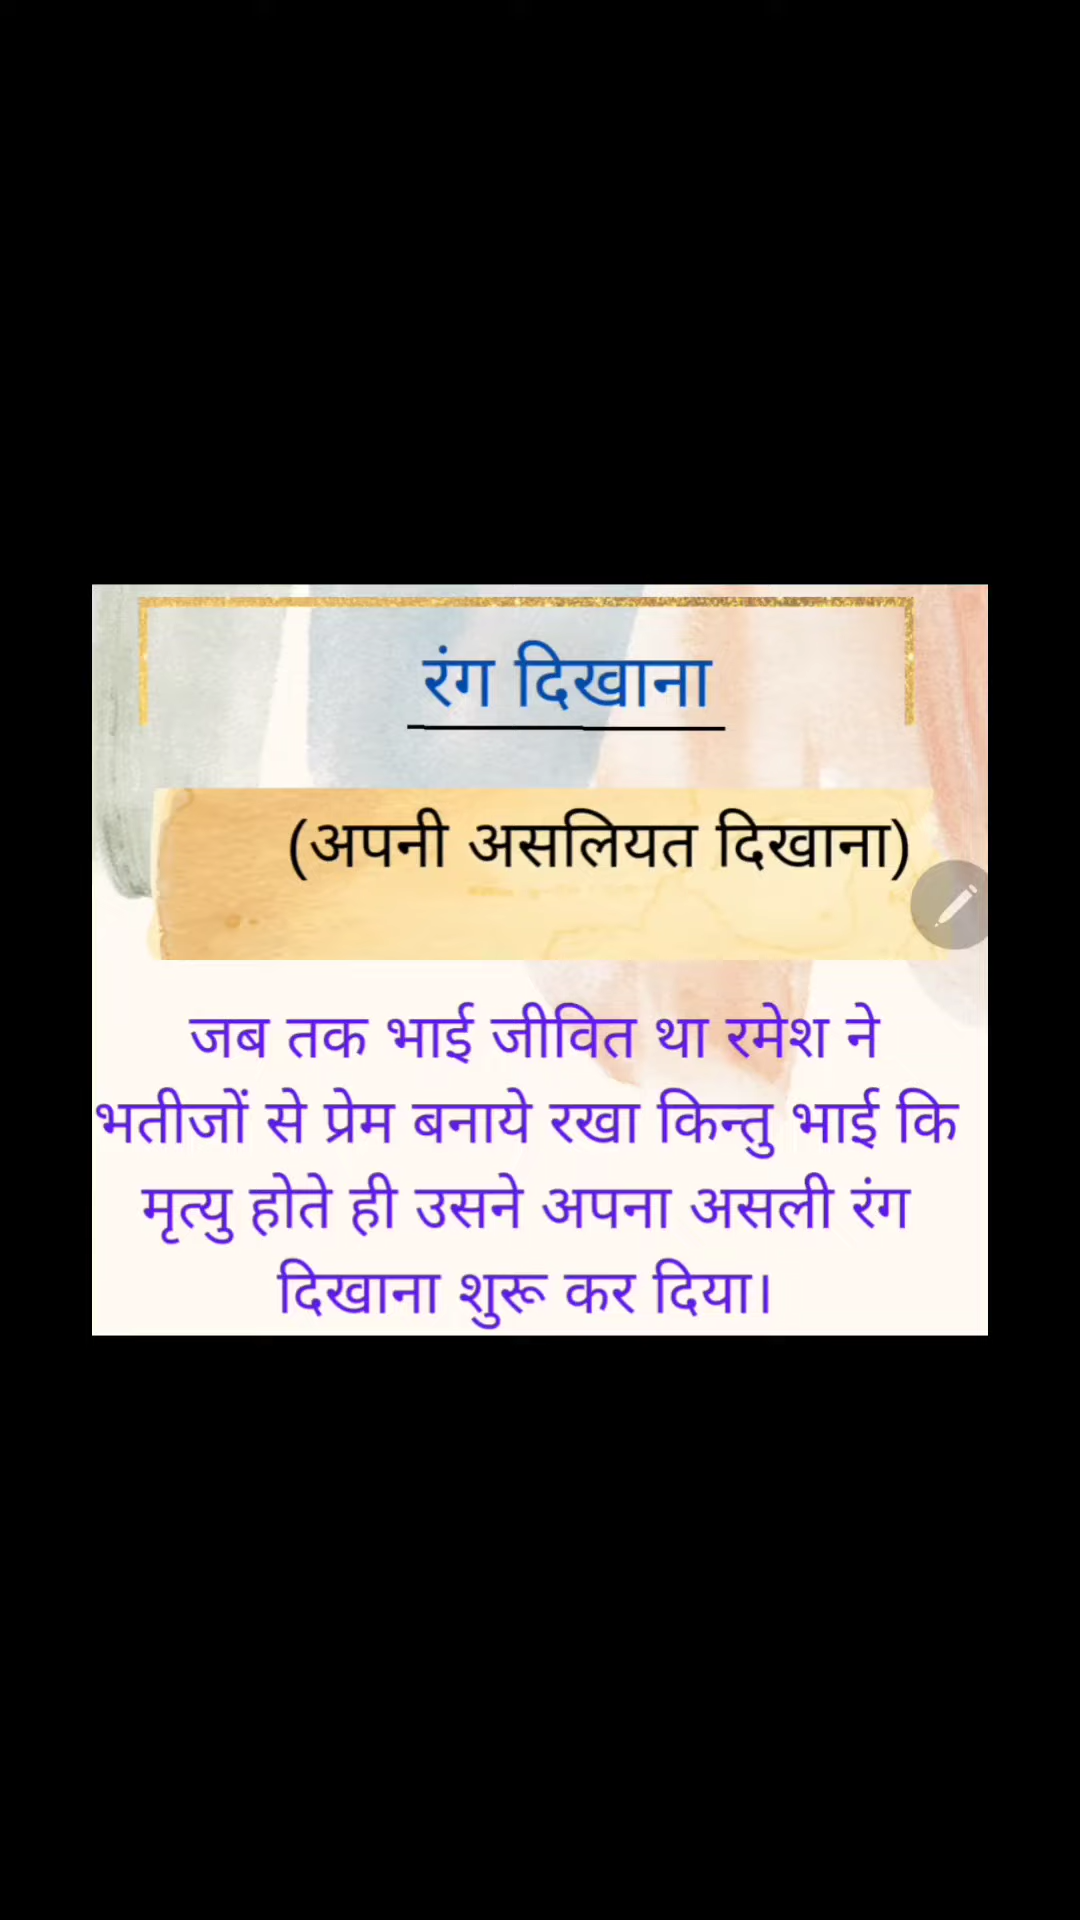 रंग दिखाना
(अपनी असलियत दिखाना)
जब तक भाई जीवित था रमेश ने
भतीजों से प्रेम बनाये रखा किन्तु भाई कि
मृत्यु होते ही उसने अपना असली रंग
दिखाना शुरू कर दिया।